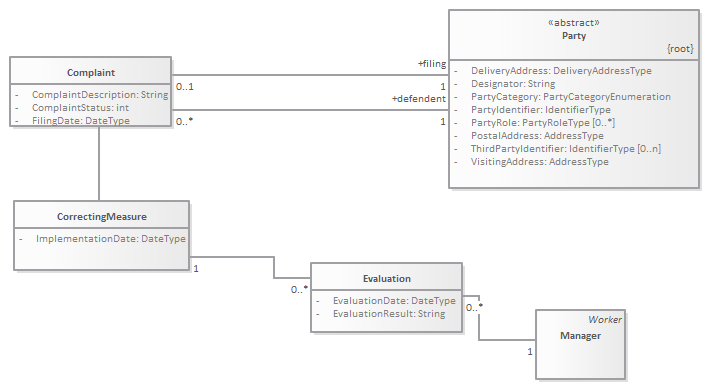 «abstract»
Party
{root}
- DeliveryAddress: DeliveryAddressType
- Designator: String
- PartyCategory: PartyCategoryEnumeration
- PartyIdentifier: IdentifierType
- PartyRole: PartyRoleType [0..*]
- PostalAddress: AddressType
- ThirdPartyIdentifier: IdentifierType [0..n]
- VisitingAddress: AddressType
Complaint
- ComplaintDescription: String
- ComplaintStatus: int
- FilingDate: DateType
+filing
0..1
1
+defendent
0..*
1
CorrectingMeasure
- ImplementationDate: DateType
1
0..*
Evaluation
- EvaluationDate: DateType
- EvaluationResult: String
0..*
1
Worker
Manager